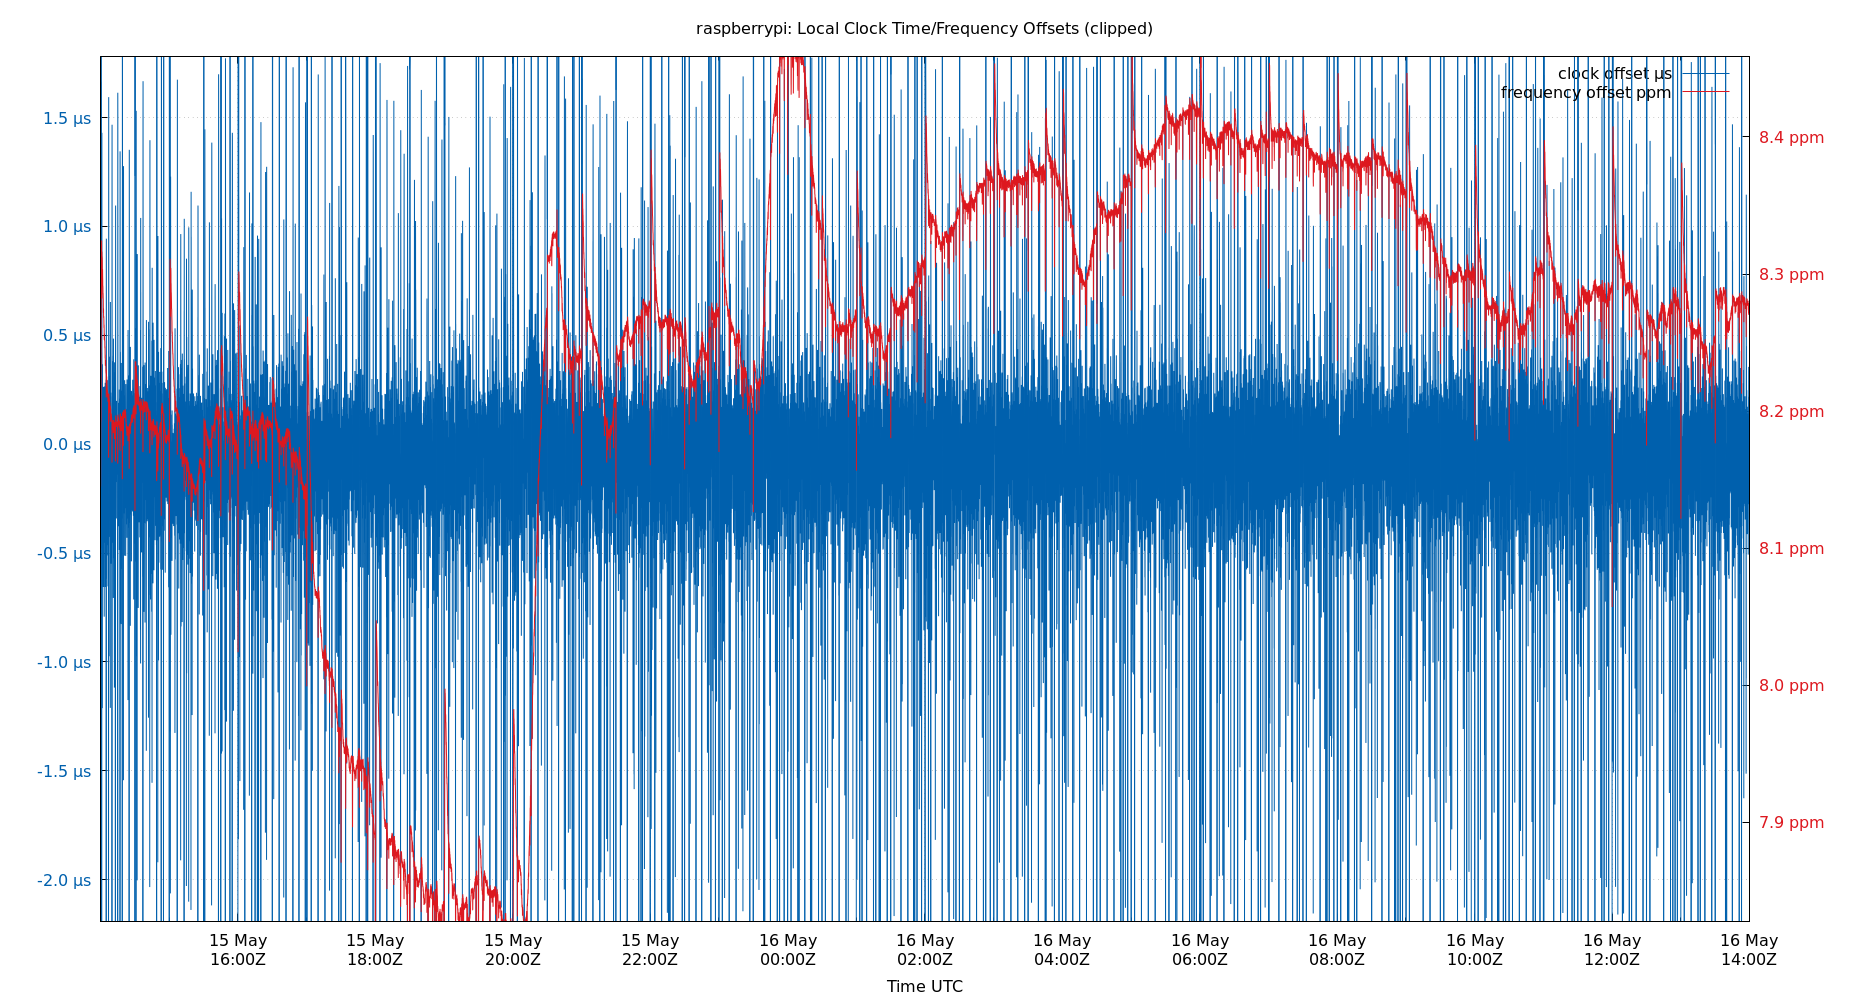 raspberrypi: Local Clock Time/Frequency Offsets (clipped)
clock offset µs
frequency offset ppm
1.5 µs
1.0 µs
0.5 µs
0.0 µs
-0.5 µs
-1.0 µs
-1.5 µs
-2.0 µs
8.4 ppm
8.3 ppm
8.2 ppm
8.1 ppm
8.0 ppm
7.9 ppm
15 May 15 May 15 May 15 May 16 May 16 May 16 May 16 May 16 May 16 May 16 May 16 May
16:00Z 18:00Z 20:00Z 22:00Z 00:00Z 02:00Z 04:00Z 06:00Z 08:00Z 10:00Z 12:00Z 14:00Z
Time UTC